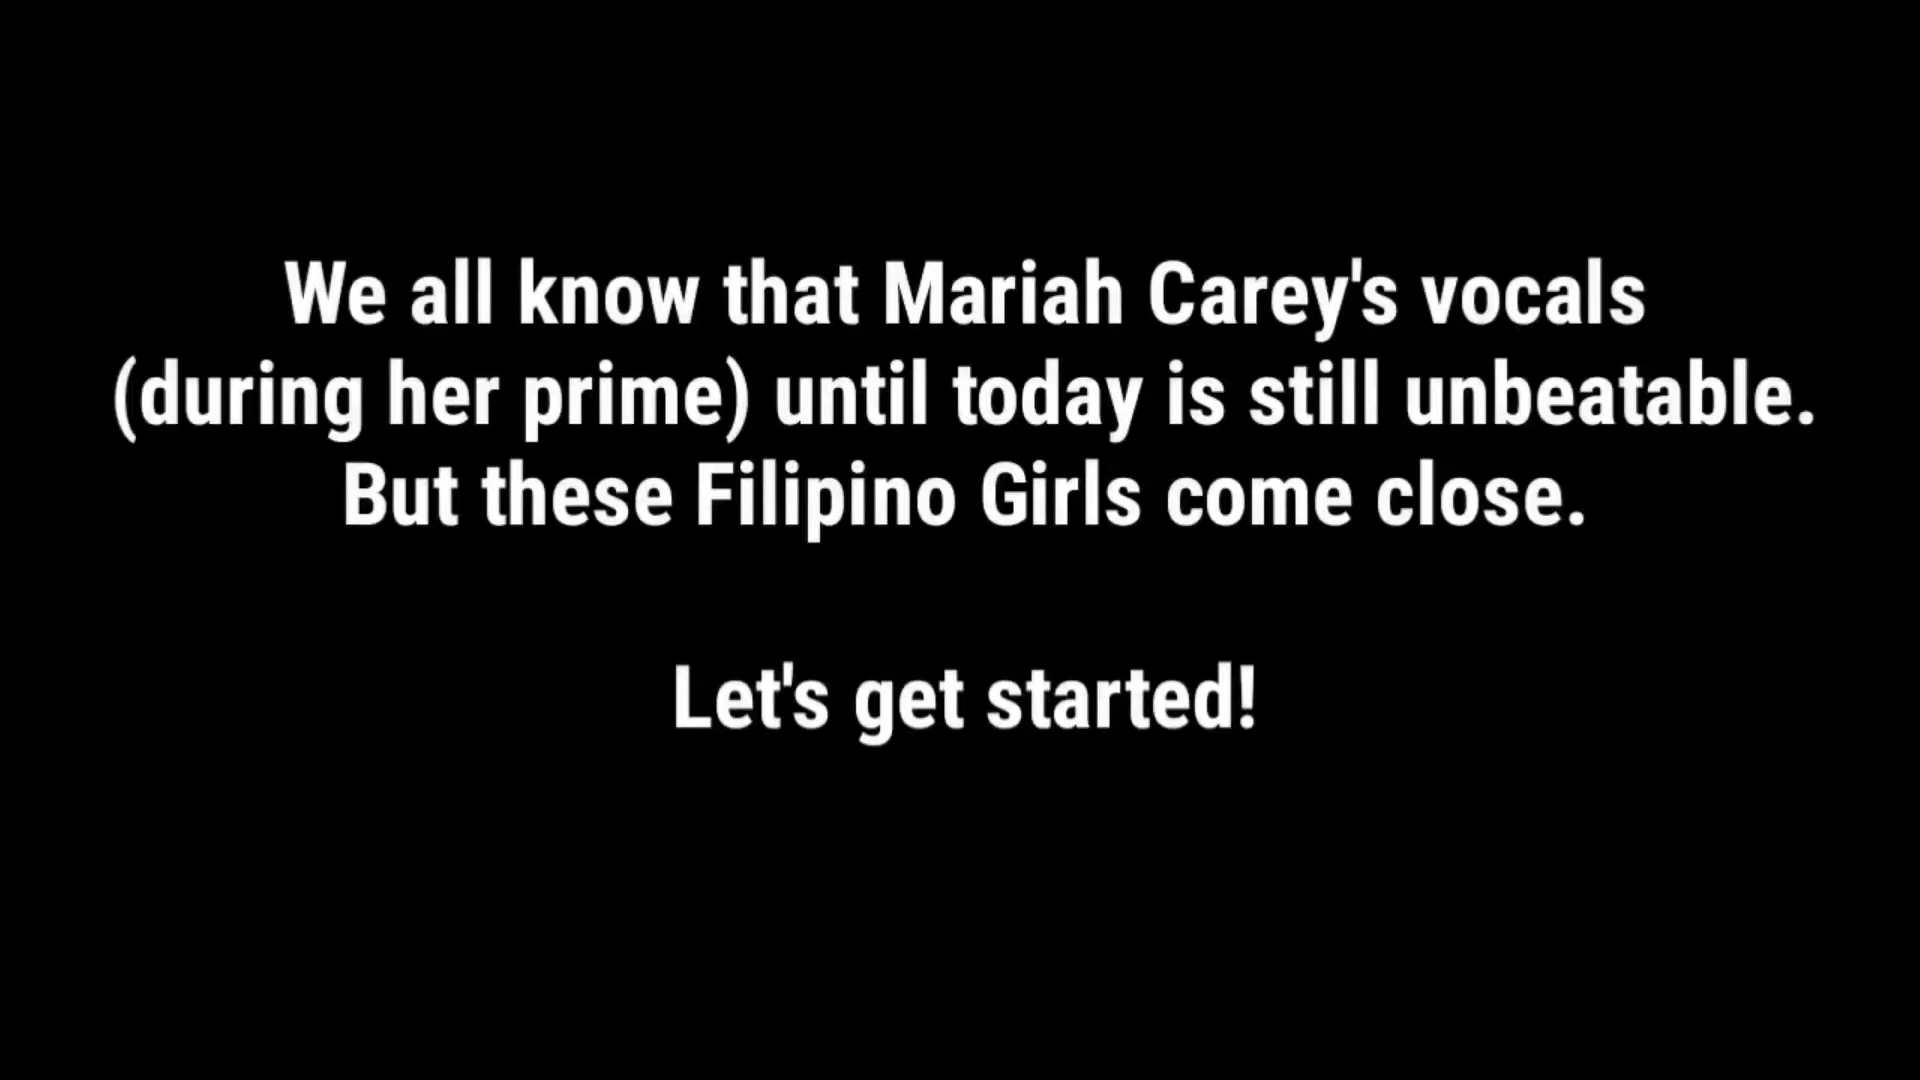 We all know that Mariah Carey's vocals
(during her prime) until today is still unbeatable.
But these Filipino Girls come close.
Let's get started!